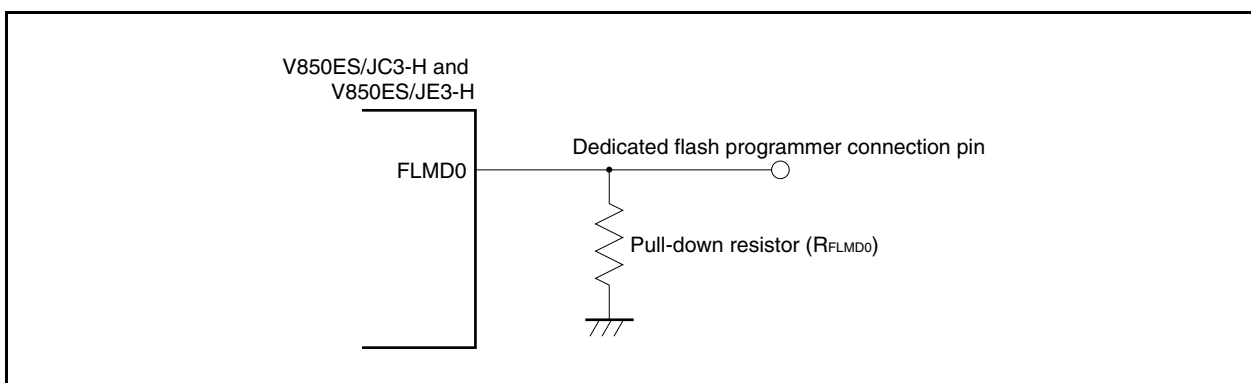 V850ES/JC3-H and
V850ES/JE3-H
Dedicated flash programmer connection pin
FLMD0
Pull-down resistor (RFLMD0)